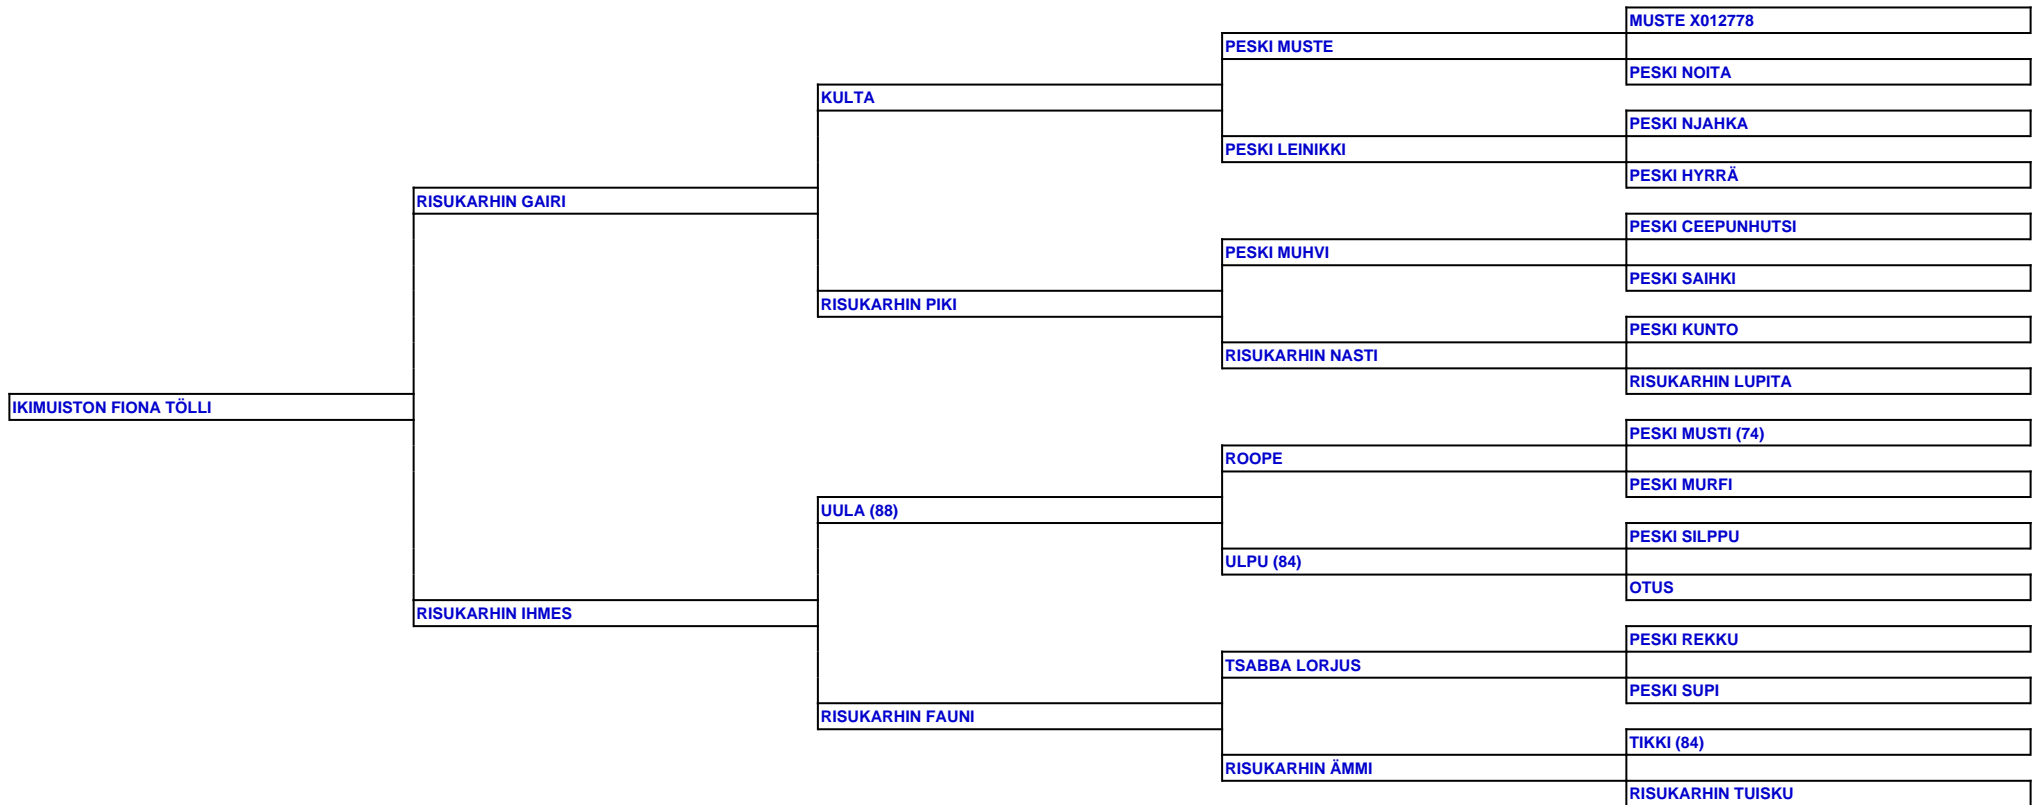 MUSTE X012778
PESKI MUSTE
PESKI NOITA
KULTA
PESKI NJAHKA
PESKI LEINIKKI
PESKI HYRRÄ
RISUKARHIN GAIRI
PESKI CEEPUNHUTSI
PESKI MUHVI
PESKI SAIHKI
RISUKARHIN PIKI
PESKI KUNTO
RISUKARHIN NASTI
RISUKARHIN LUPITA
IKIMUISTON FIONA TÖLLI
PESKI MUSTI (74)
ROOPE
PESKI MURFI
UULA (88)
PESKI SILPPU
ULPU (84)
OTUS
RISUKARHIN IHMES
PESKI REKKU
TSABBA LORJUS
PESKI SUPI
RISUKARHIN FAUNI
TIKKI (84)
RISUKARHIN ÄMMI
RISUKARHIN TUISKU